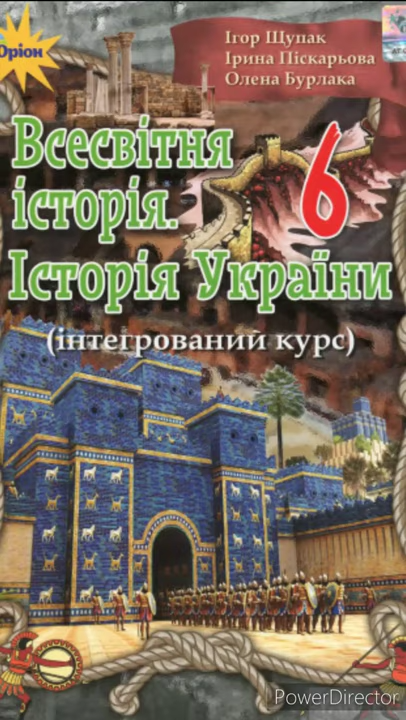 Оріон
Ігор Щупак
Ірина Піскарьова
Олена Бурлака
Всесвітня
історія.
6
Історія України
(інтегрований курс)
PowerDirector